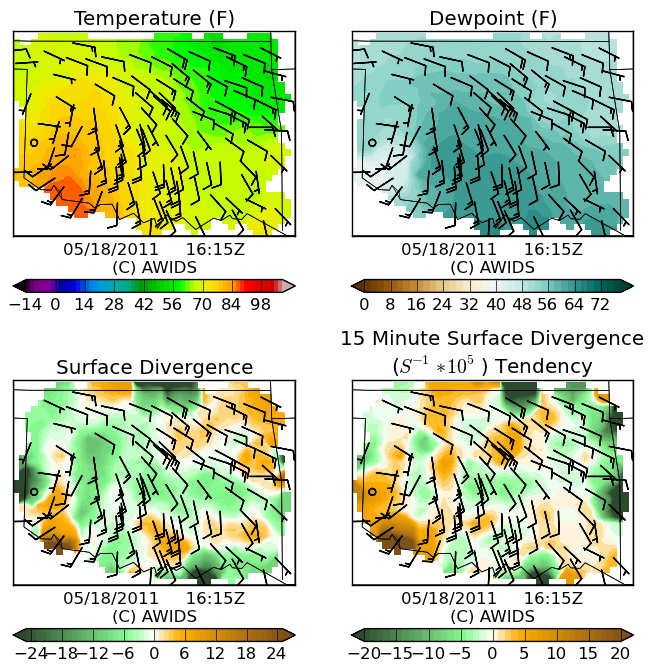 Temperature (F)
Dewpoint (F)
05/18/2011 16:15Z
(C) AWIDS
05/18/2011 16:15Z
(C) AWIDS
−14 0 14 28 42 56 70 84 98
0 8 16 24 32 40 48 56 64 72
Surface Divergence
15 Minute Surface Divergence
(S⁻¹ *10⁵ ) Tendency
05/18/2011 16:15Z
(C) AWIDS
05/18/2011 16:15Z
(C) AWIDS
−24 −18 −12 −6 0 6 12 18 24
−20 −15 −10 −5 0 5 10 15 20